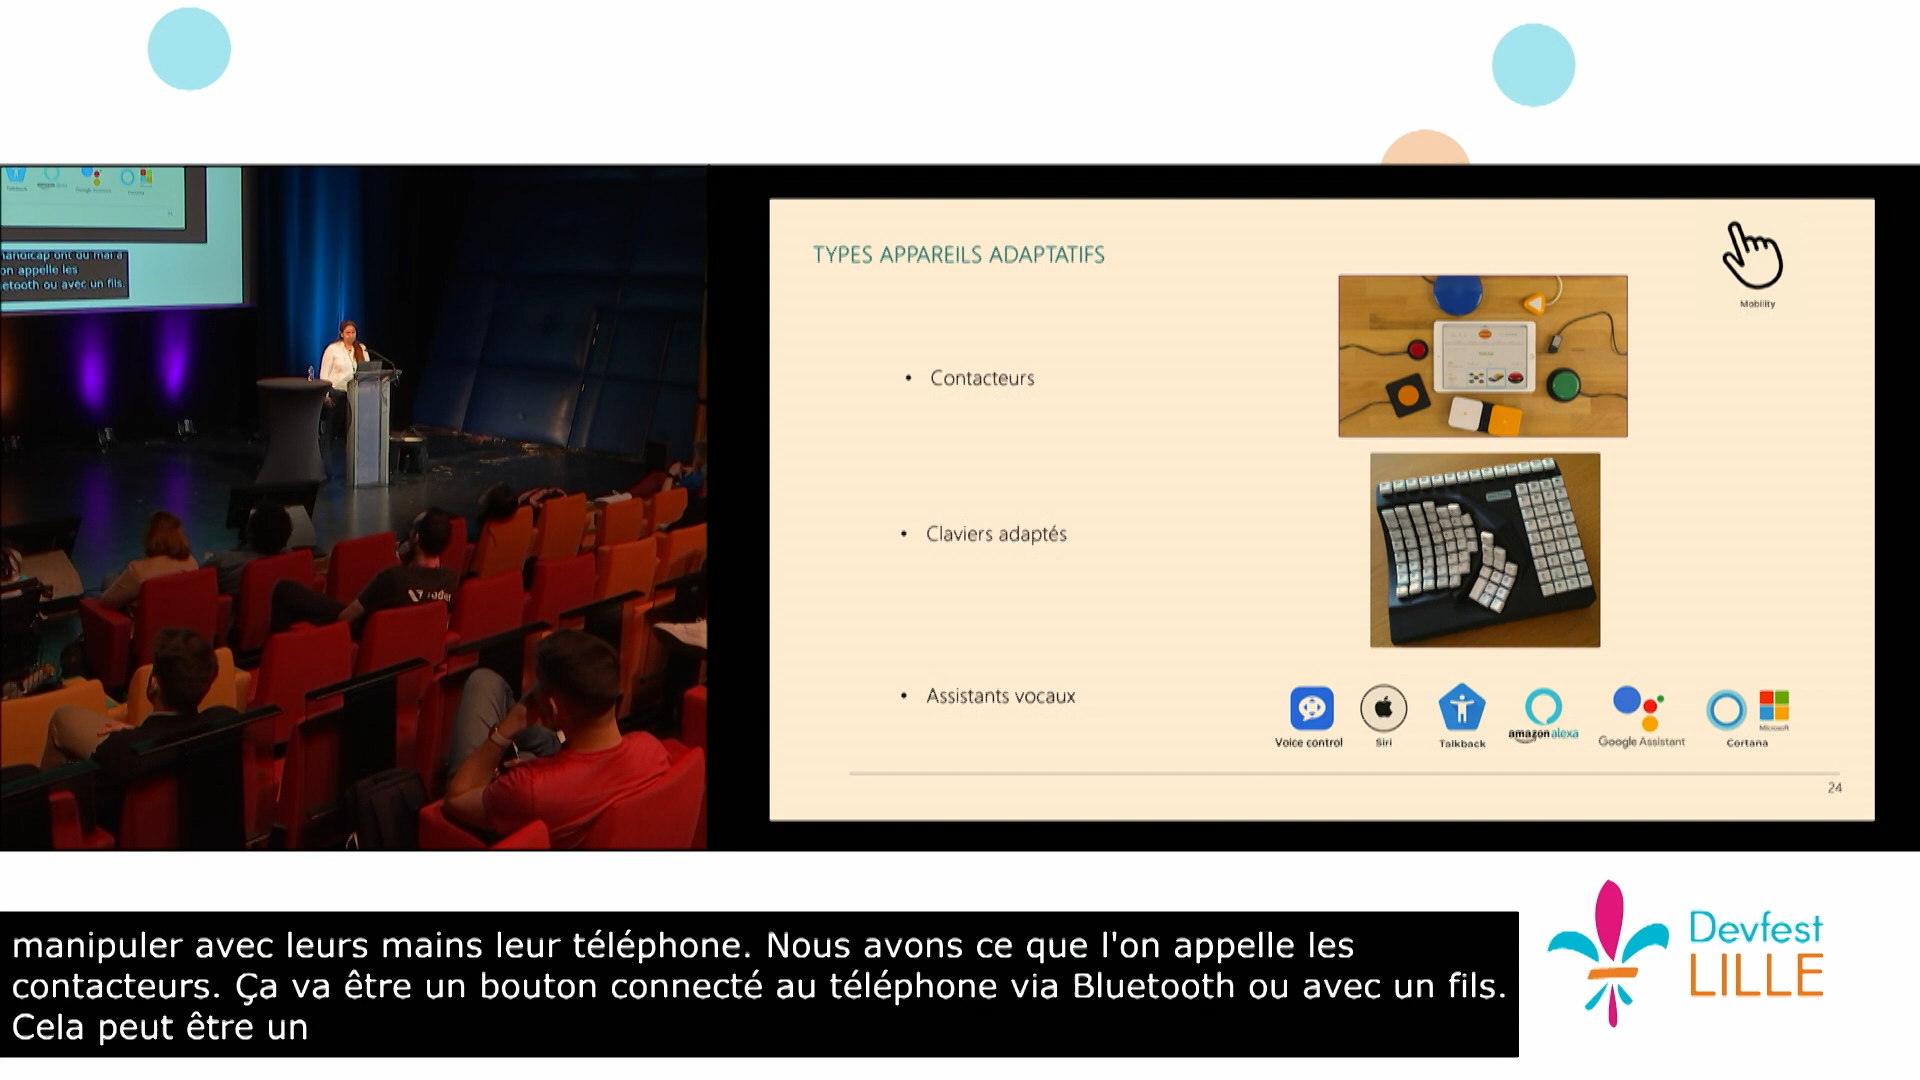 handicap ont du mal à
on appelle les
etooth ou avec un fils.
TYPES APPAREILS ADAPTATIFS
Mobility
• Contacteurs
• Claviers adaptés
• Assistants vocaux
Voice control
Siri
Talkback
amazon alexa
Google Assistant
Microsoft
Cortana
24
manipuler avec leurs mains leur téléphone. Nous avons ce que l'on appelle les
contacteurs. Ça va être un bouton connecté au téléphone via Bluetooth ou avec un fils.
Cela peut être un
Devfest
LILLE